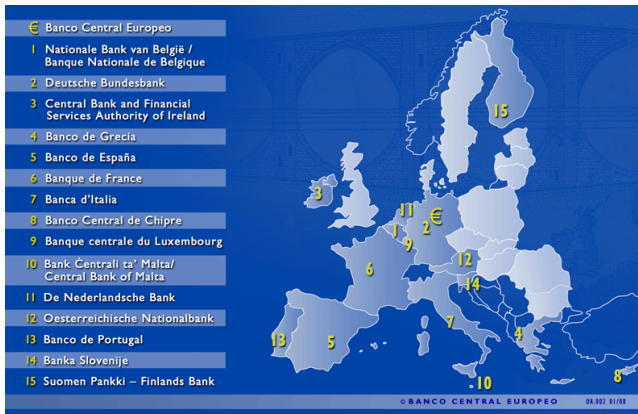 € Banco Central Europeo
1 Nationale Bank van België /
Banque Nationale de Belgique
2 Deutsche Bundesbank
3 Central Bank and Financial
Services Authority of Ireland
4 Banco de Grecia
5 Banco de España
6 Banque de France
7 Banca d'Italia
8 Banco Central de Chipre
9 Banque centrale du Luxembourg
10 Bank Ċentrali ta' Malta/
Central Bank of Malta
11 De Nederlandsche Bank
12 Oesterreichische Nationalbank
13 Banco de Portugal
14 Banka Slovenije
15 Suomen Pankki – Finlands Bank
15
3
11
€
1
2
9
12
6
14
7
13
5
4
10
8
© BANCO CENTRAL EUROPEO